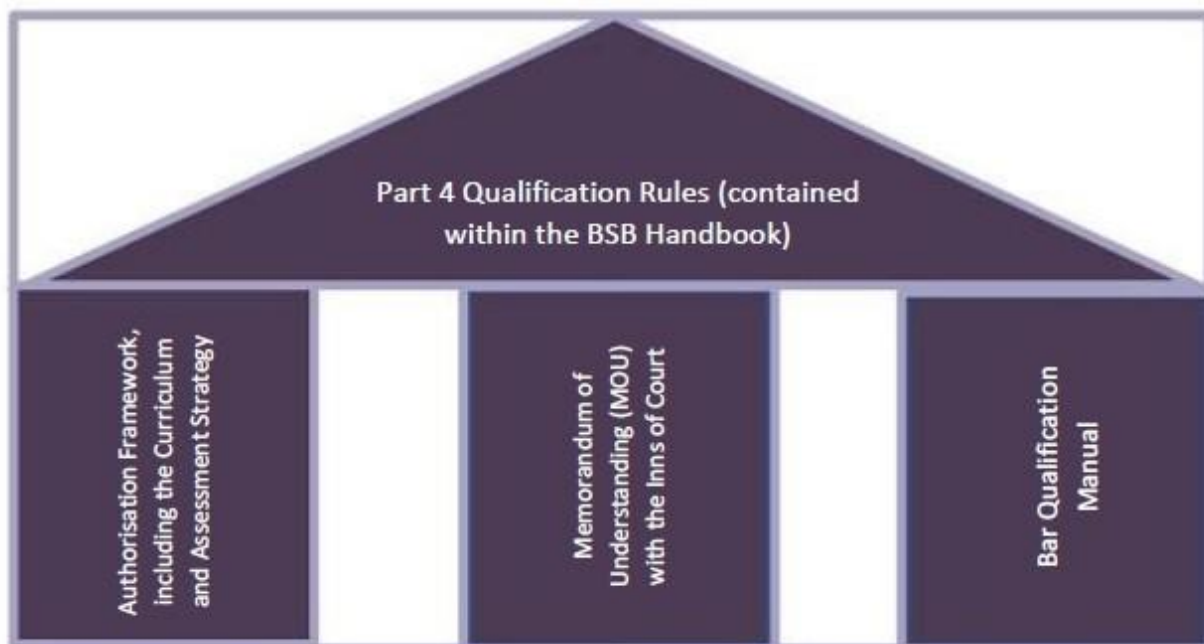 Part 4 Qualification Rules (contained
within the BSB Handbook)
Authorisation Framework,
including the Curriculum
and Assessment Strategy
Memorandum of
Understanding (MOU)
with the Inns of Court
Bar Qualification
Manual